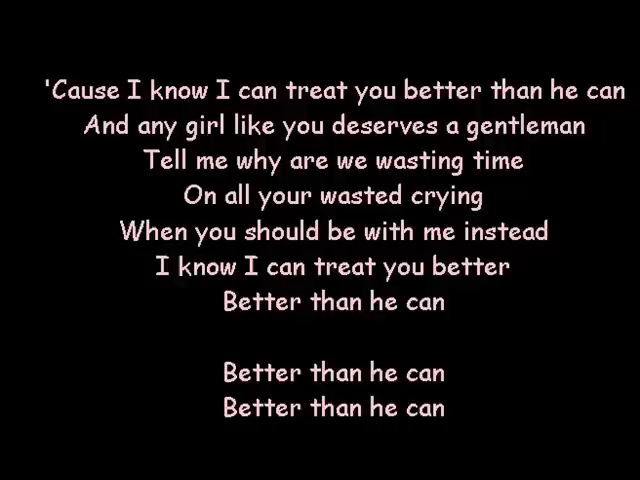 'Cause I know I can treat you better than he can
And any girl like you deserves a gentleman
Tell me why are we wasting time
On all your wasted crying
When you should be with me instead
I know I can treat you better
Better than he can
Better than he can
Better than he can